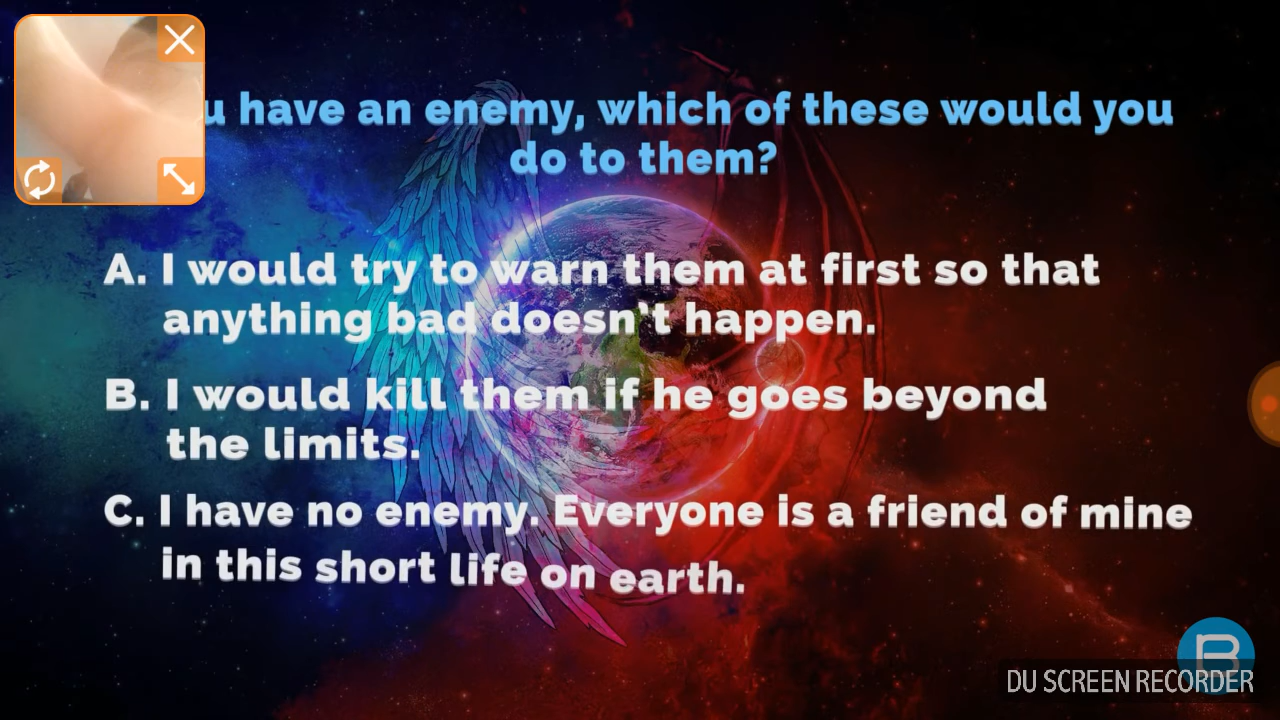 u have an enemy, which of these would you
do to them?
A. I would try to warn them at first so that
anything bad doesn't happen.
B. I would kill them if he goes beyond
the limits.
C. I have no enemy. Everyone is a friend of mine
in this short life on earth.
B
DU SCREEN RECORDER